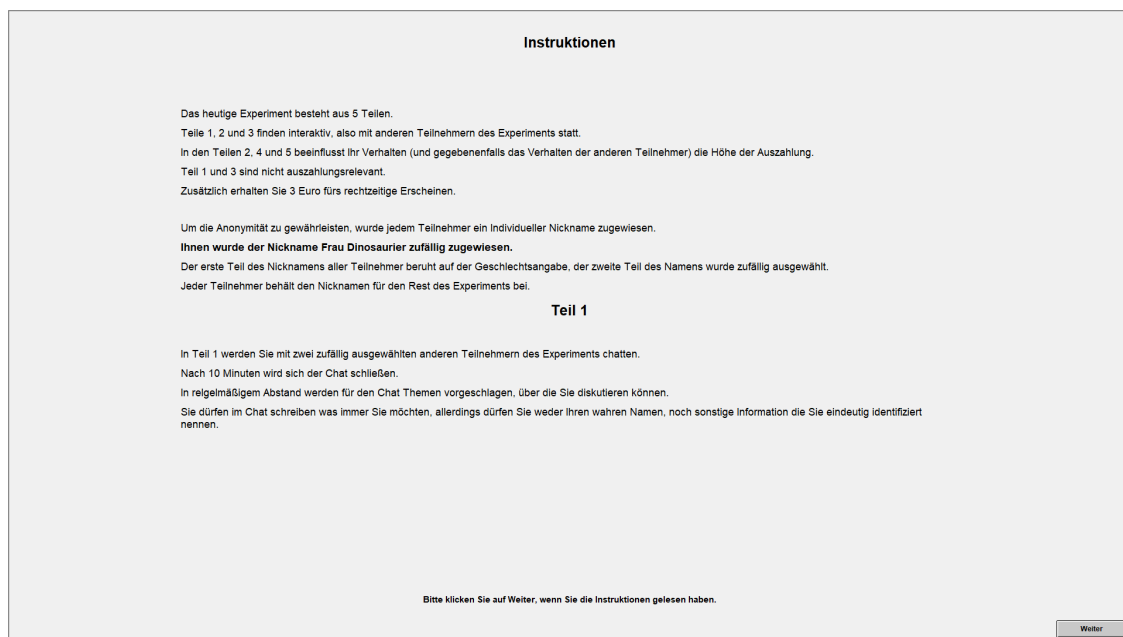 Instruktionen
Das heutige Experiment besteht aus 5 Teilen.
Teile 1, 2 und 3 finden interaktiv, also mit anderen Teilnehmern des Experiments statt.
In den Teilen 2, 4 und 5 beeinflusst Ihr Verhalten (und gegebenenfalls das Verhalten der anderen Teilnehmer) die Höhe der Auszahlung.
Teil 1 und 3 sind nicht auszahlungsrelevant.
Zusätzlich erhalten Sie 3 Euro fürs rechtzeitige Erscheinen.
Um die Anonymität zu gewährleisten, wurde jedem Teilnehmer ein Individueller Nickname zugewiesen.
Ihnen wurde der Nickname Frau Dinosaurier zufällig zugewiesen.
Der erste Teil des Nicknamens aller Teilnehmer beruht auf der Geschlechtsangabe, der zweite Teil des Namens wurde zufällig ausgewählt.
Jeder Teilnehmer behält den Nicknamen für den Rest des Experiments bei.
Teil 1
In Teil 1 werden Sie mit zwei zufällig ausgewählten anderen Teilnehmern des Experiments chatten.
Nach 10 Minuten wird sich der Chat schließen.
In relgelmäßigem Abstand werden für den Chat Themen vorgeschlagen, über die Sie diskutieren können.
Sie dürfen im Chat schreiben was immer Sie möchten, allerdings dürfen Sie weder Ihren wahren Namen, noch sonstige Information die Sie eindeutig identifiziert
nennen.
Bitte klicken Sie auf Weiter, wenn Sie die Instruktionen gelesen haben.
Weiter